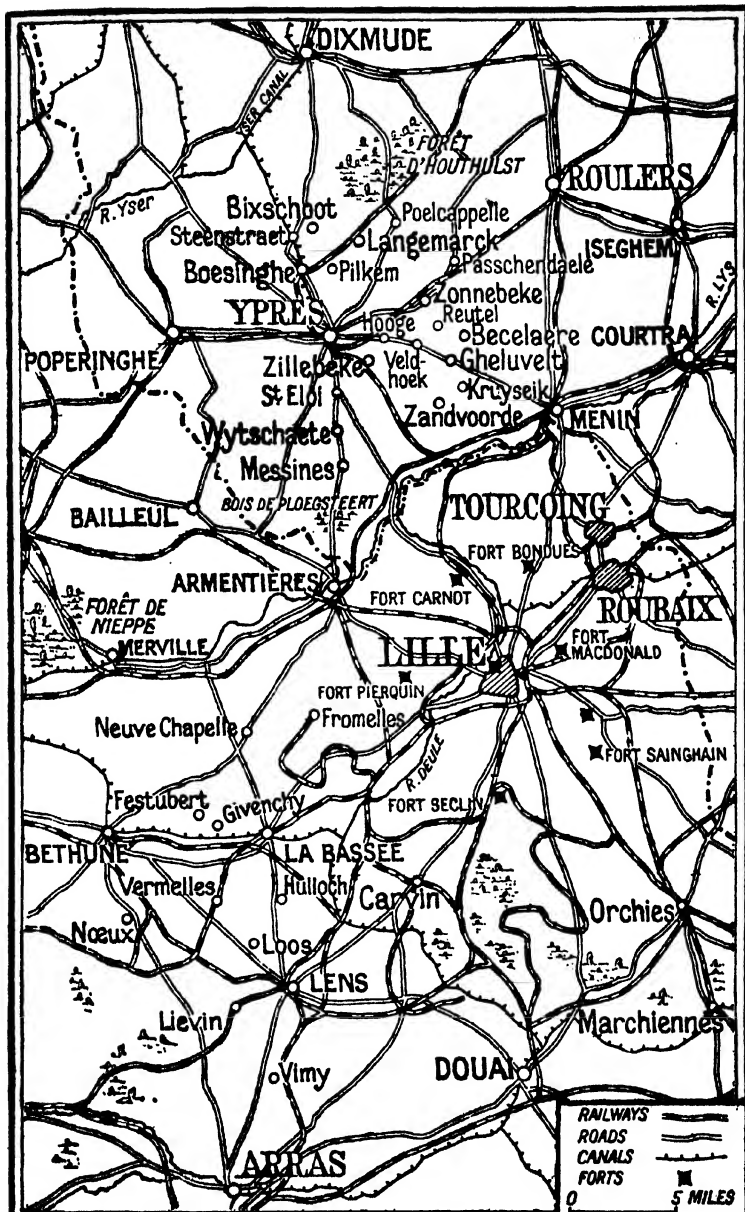 DIXMUDE
YSER CANAL
FORÊT
D'HOUTHULST
ROULERS
R. YSER
Bixschoot
Poelcappelle
Steenstraet
Langemarck
ISEGHEM
Boesinghe
Pilkem
Passchendaele
R. LYS
Zonnebeke
YPRES
Reutel
Hooge
Becelaere
COURTRAI
POPERINGHE
Zillebeke
Veld-
hoek
Gheluvelt
St Eloi
Kruyseik
Zandvoorde
MENIN
Wytschaete
Messines
BOIS DE PLOEGSTEERT
BAILLEUL
TOURCOING
FORT BONDUES
ARMENTIÈRES
FORT CARNOT
ROUBAIX
FORÊT DE
NIEPPE
MERVILLE
LILLE
FORT
MACDONALD
FORT PIERQUIN
Fromelles
Neuve Chapelle
R. DEULE
FORT SAINGHAIN
Festubert
Givenchy
FORT SECLIN
BETHUNE
LA BASSÉE
Vermelles
Hulloch
Carvin
Orchies
Nœux
Loos
LENS
Lievin
Marchiennes
Vimy
DOUAI
ARRAS
RAILWAYS
ROADS
CANALS
FORTS
0 5 MILES